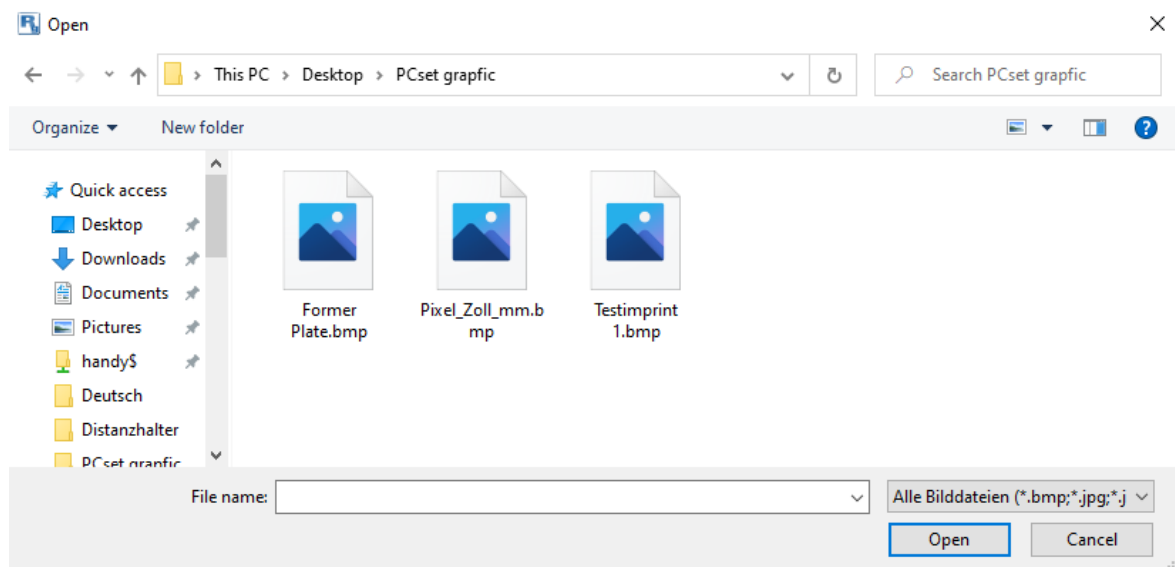 Open
This PC > Desktop > PCset grapfic
Search PCset grapfic
Organize
New folder
Quick access
Desktop
Downloads
Documents
Pictures
handy$
Deutsch
Distanzhalter
PCset grapfic
Former
Plate.bmp
Pixel_Zoll_mm.b
mp
Testimprint
1.bmp
File name:
Alle Bilddateien (*.bmp;*.jpg;*.j
Open
Cancel